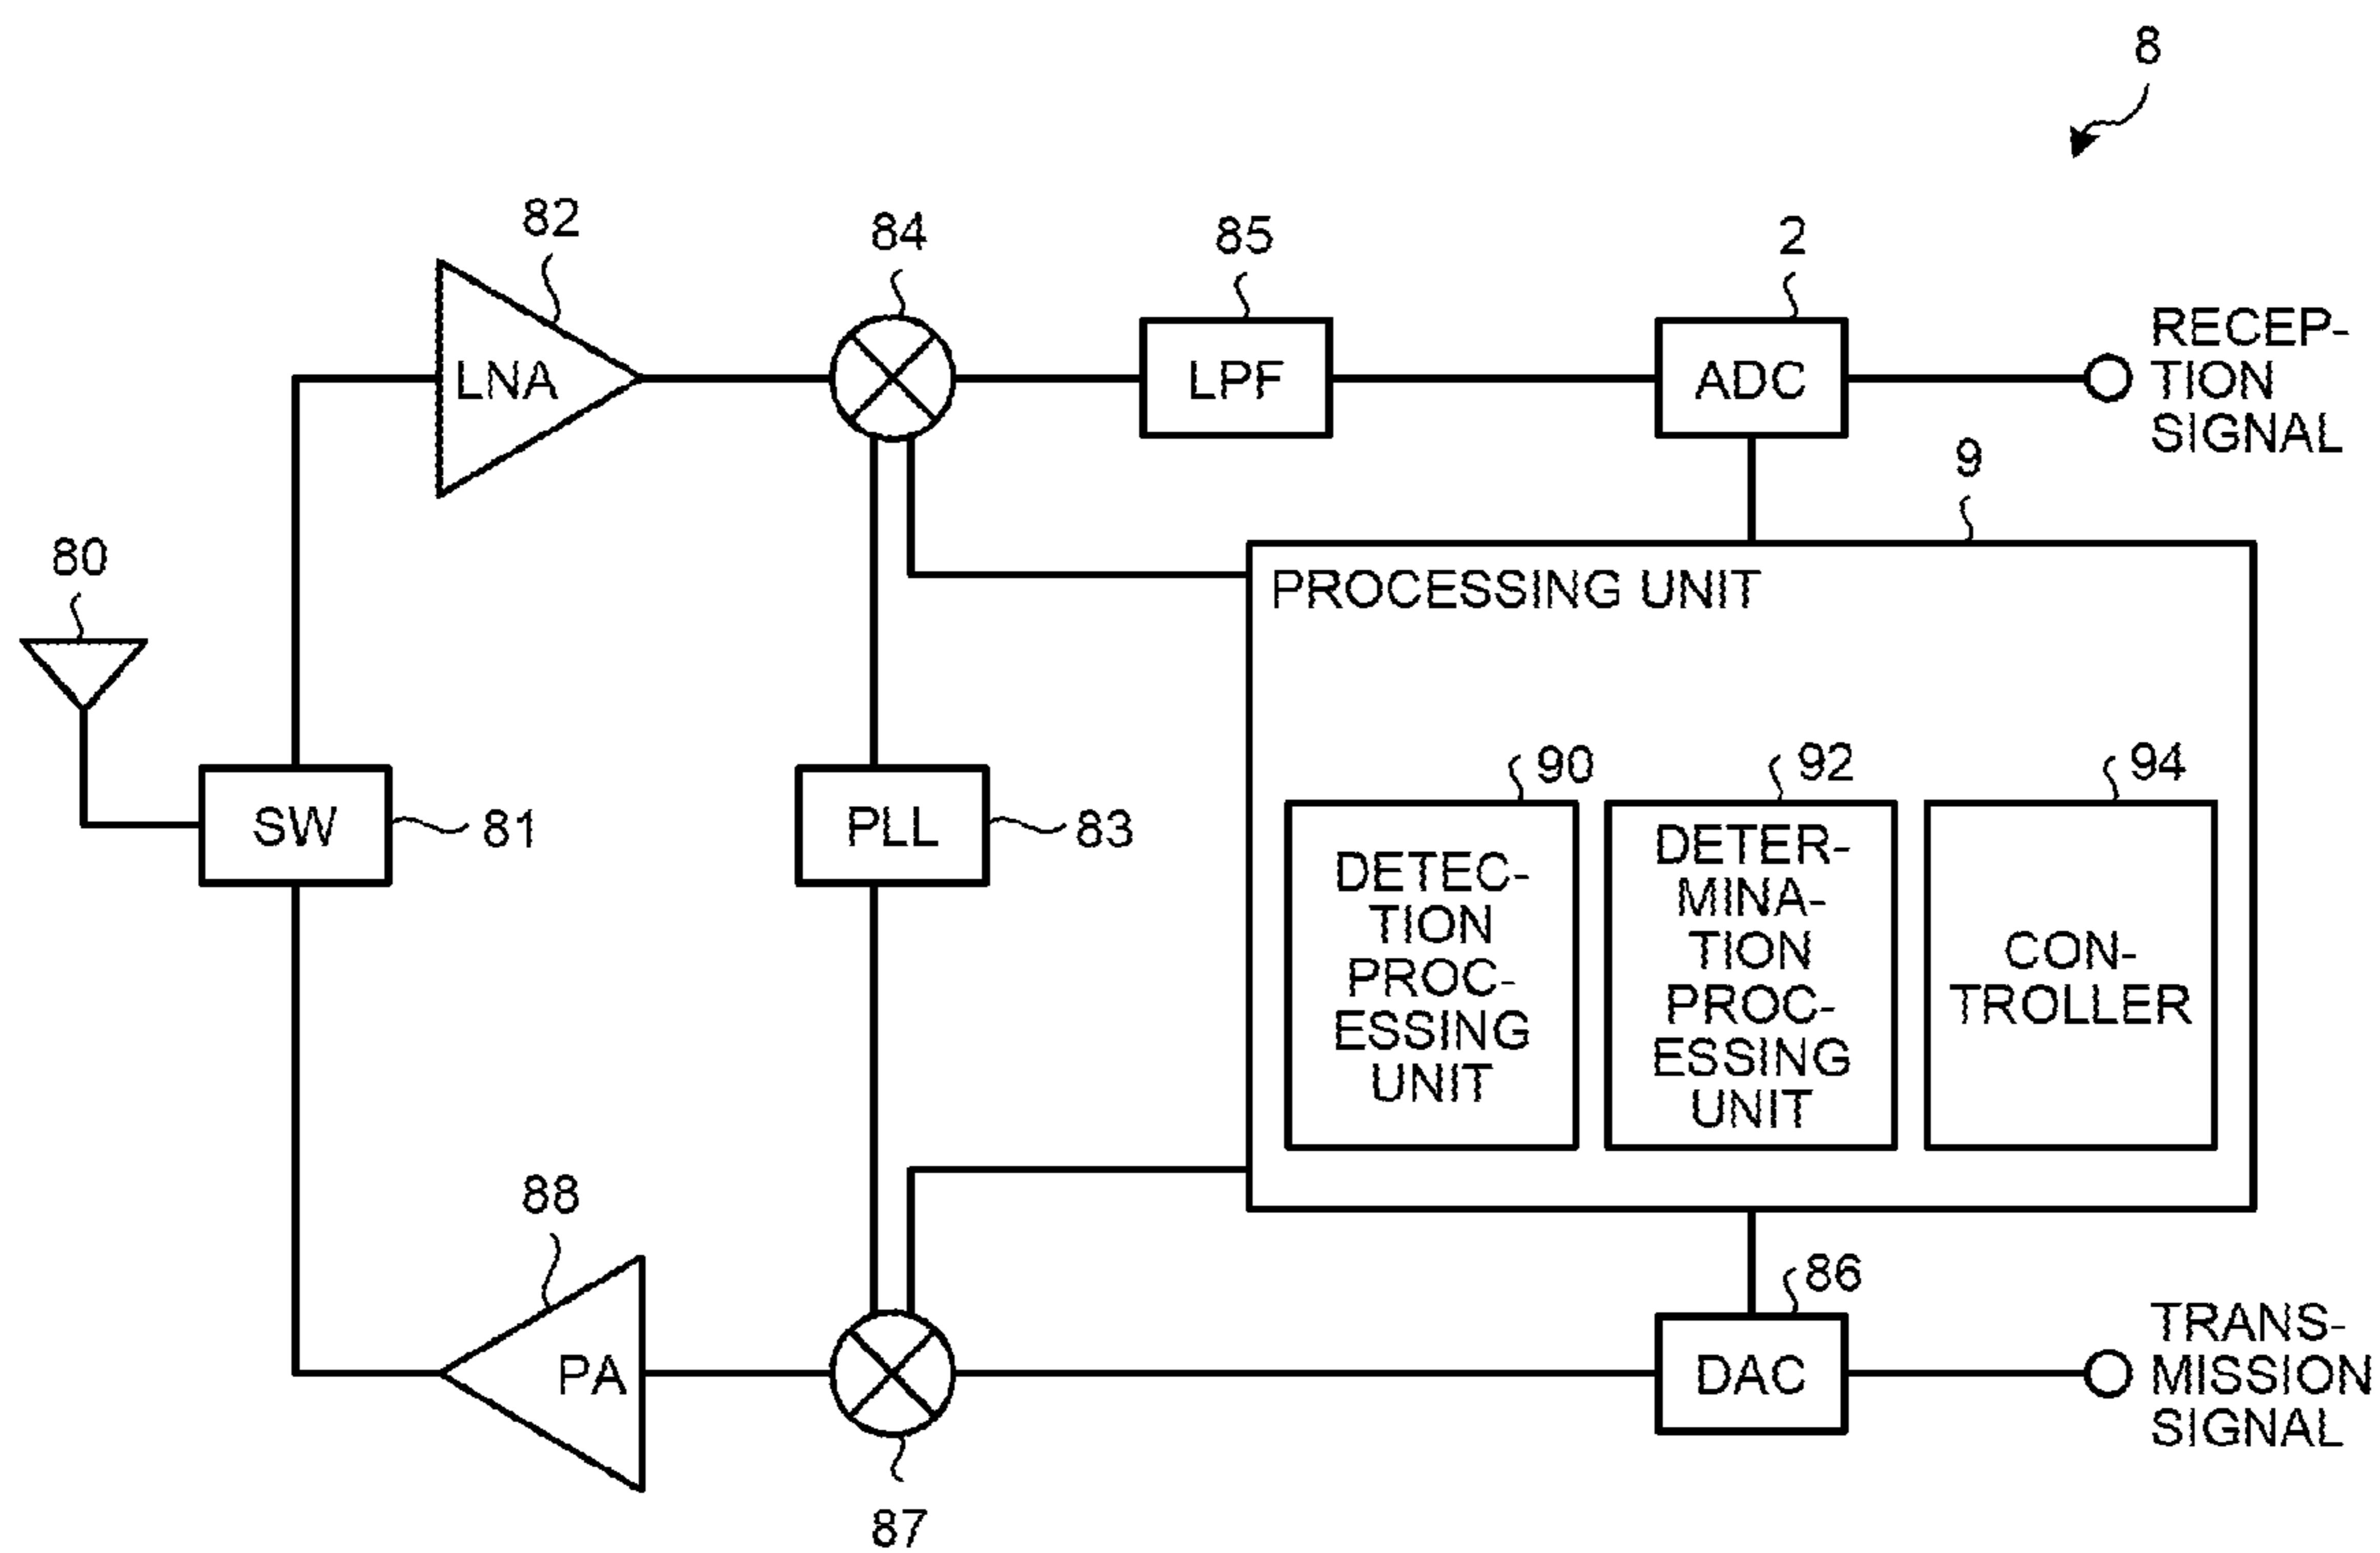 8
82
84
85
2
LNA
LPF
ADC
RECEP-
TION
SIGNAL
9
80
PROCESSING UNIT
SW
81
PLL
83
90
92
94
DETEC-
TION
PROC-
ESSING
UNIT
DETER-
MINA-
TION
PROC-
ESSING
UNIT
CON-
TROLLER
88
86
PA
DAC
TRANS-
MISSION
SIGNAL
87